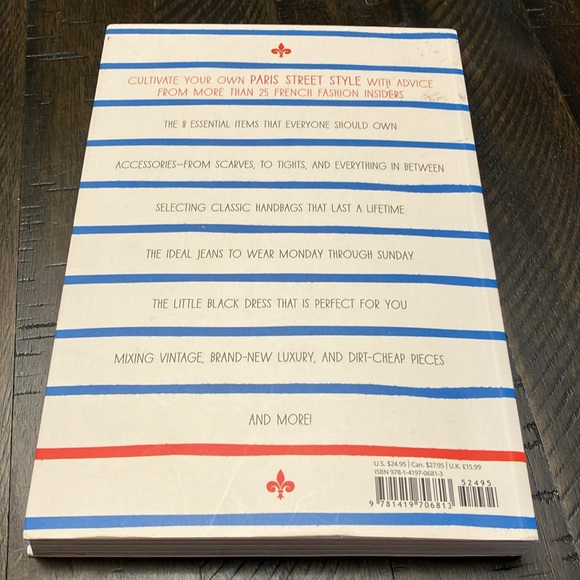 CULTIVATE YOUR OWN PARIS STREET STYLE WITH ADVICE
FROM MORE THAN 25 FRENCH FASHION INSIDERS
THE 8 ESSENTIAL ITEMS THAT EVERYONE SHOULD OWN
ACCESSORIES—FROM SCARVES, TO TIGHTS, AND EVERYTHING IN BETWEEN
SELECTING CLASSIC HANDBAGS THAT LAST A LIFETIME
THE IDEAL JEANS TO WEAR MONDAY THROUGH SUNDAY
THE LITTLE BLACK DRESS THAT IS PERFECT FOR YOU
MIXING VINTAGE, BRAND-NEW LUXURY, AND DIRT-CHEAP PIECES
AND MORE!
U.S. $24.95 | Can. $27.95 | U.K. £15.99
ISBN 978-1-4197-0681-3
52495
9 781419 706813